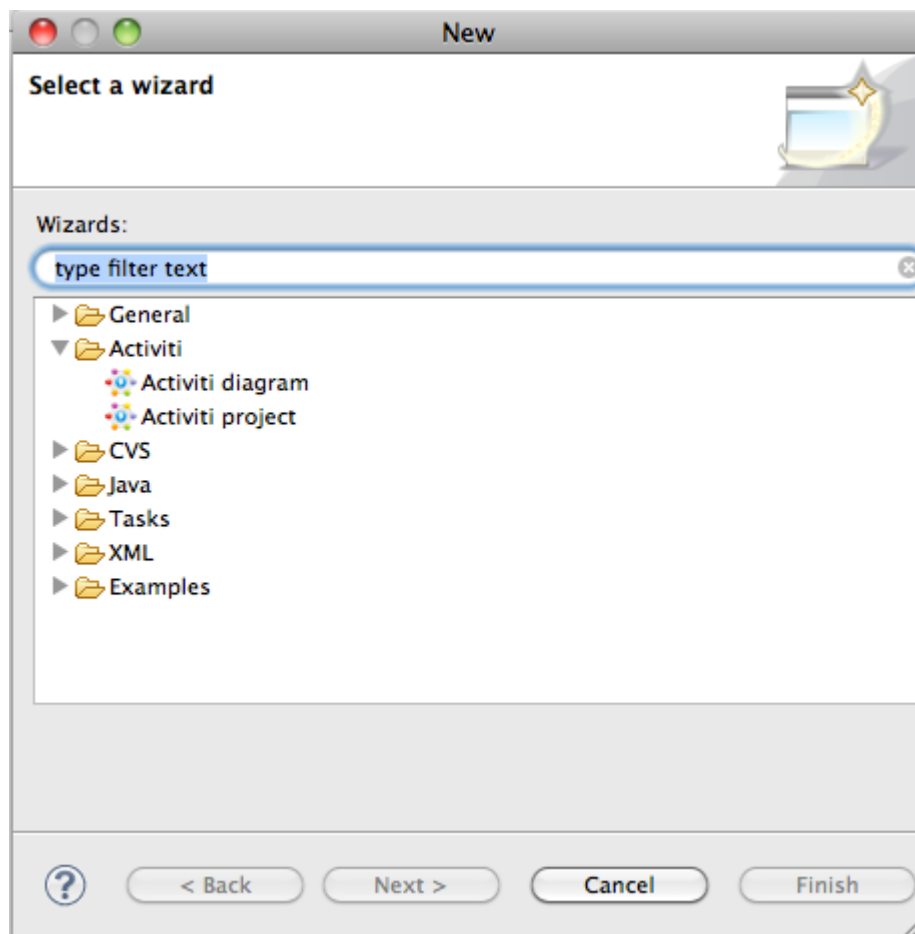 New
Select a wizard
Wizards:
type filter text
General
Activiti
Activiti diagram
Activiti project
CVS
Java
Tasks
XML
Examples
? < Back Next > Cancel Finish